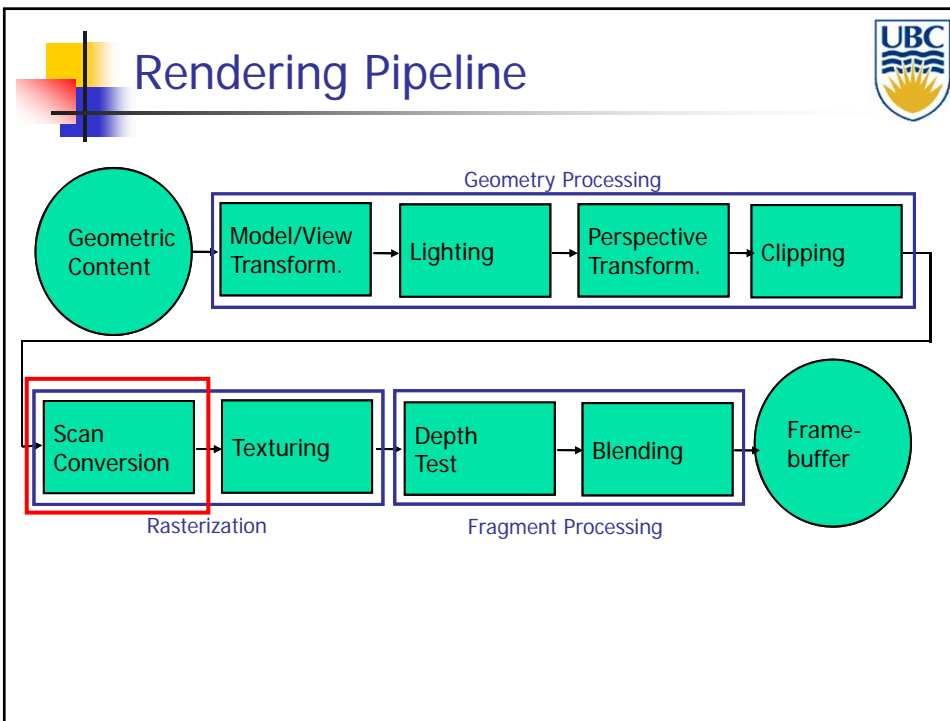 Rendering Pipeline
UBC
Geometry Processing
Geometric
Content
Model/View
Transform.
Lighting
Perspective
Transform.
Clipping
Scan
Conversion
Texturing
Depth
Test
Blending
Frame-
buffer
Rasterization
Fragment Processing